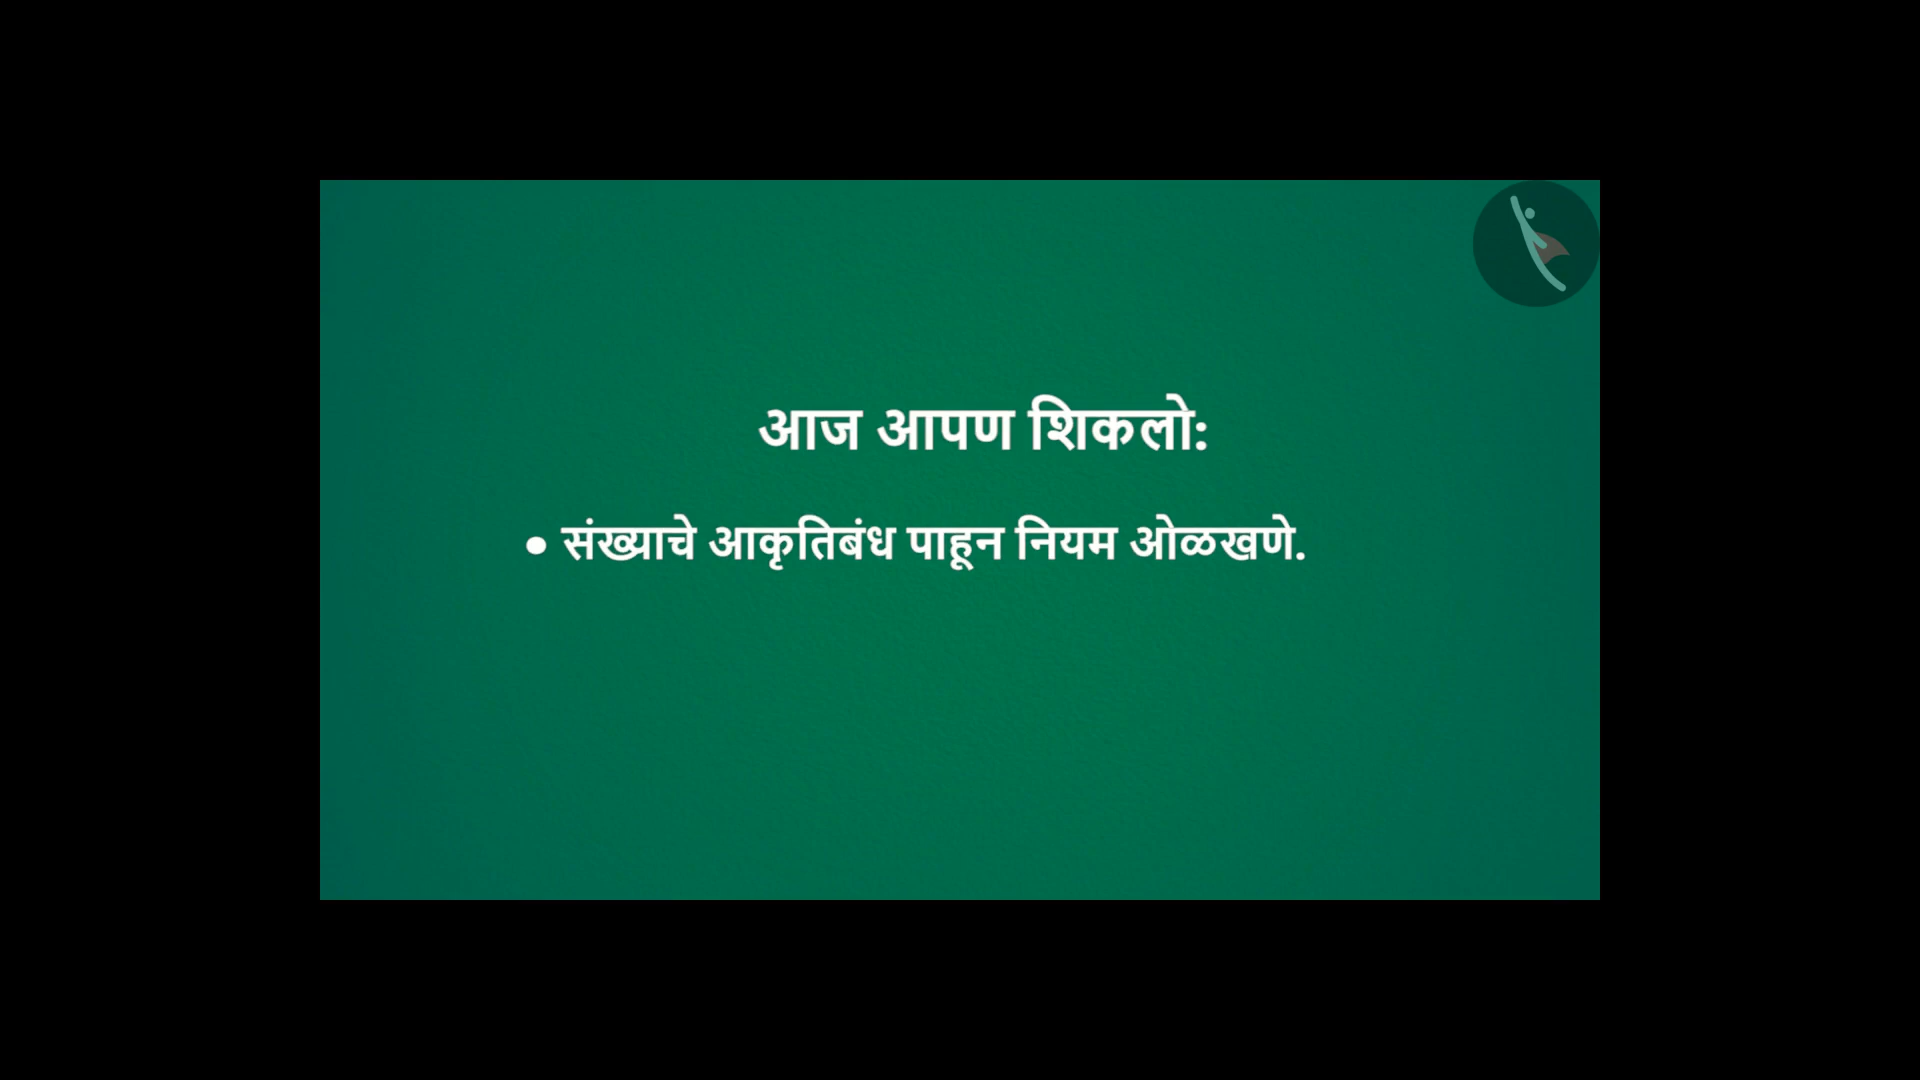 आज आपण शिकलो:
• संख्याचे आकृतिबंध पाहून नियम ओळखणे.